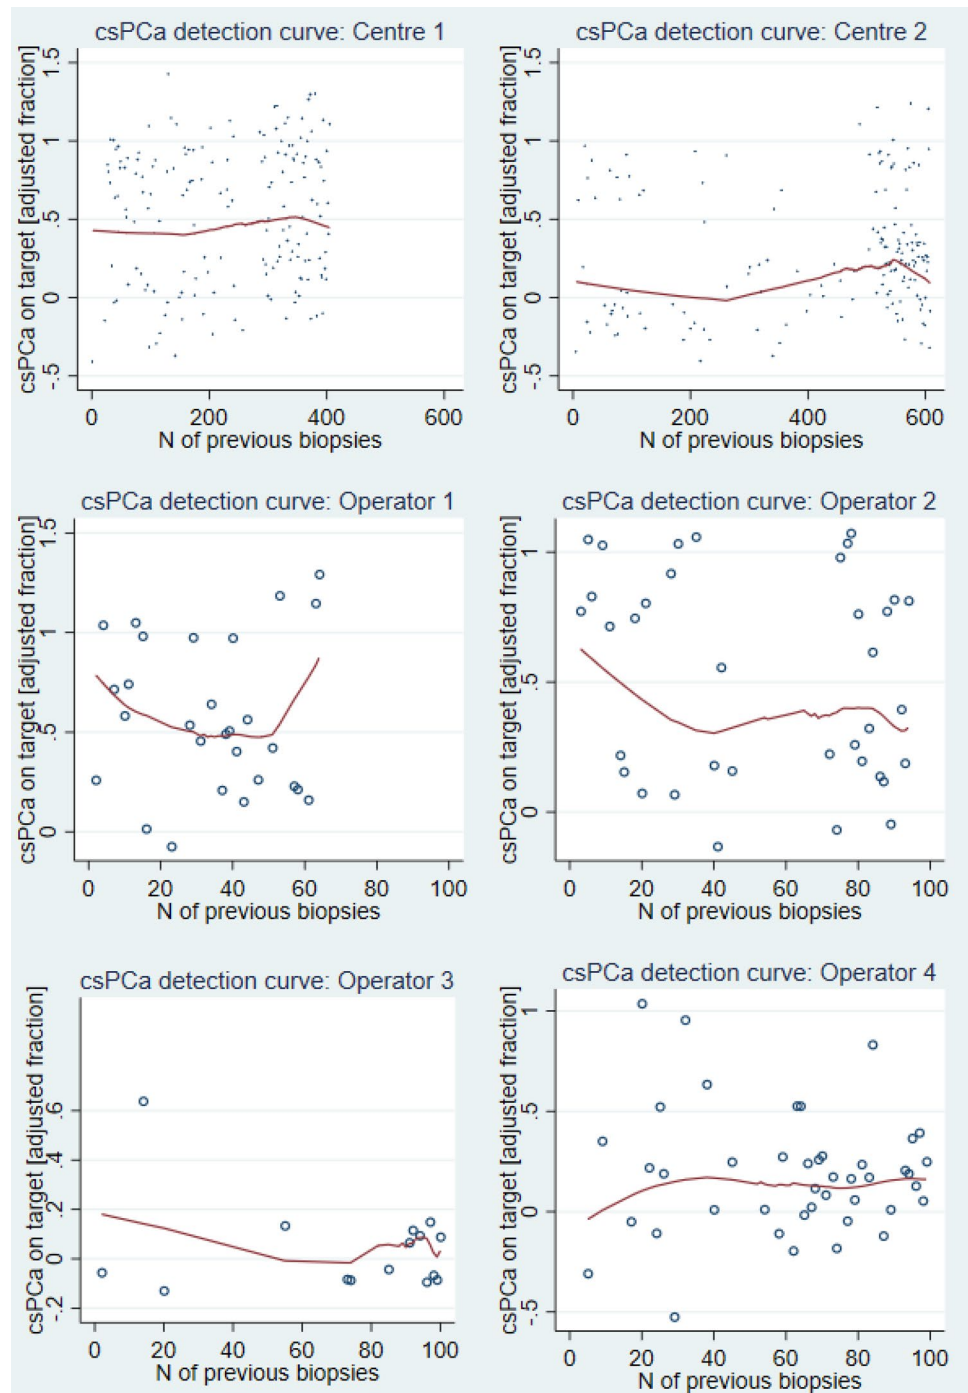 csPCa detection curve: Centre 1
csPCa on target [adjusted fraction]
1.5
1
.5
0
-.5
0 200 400 600
N of previous biopsies
csPCa detection curve: Centre 2
csPCa on target [adjusted fraction]
1.5
1
.5
0
-.5
0 200 400 600
N of previous biopsies
csPCa detection curve: Operator 1
csPCa on target [adjusted fraction]
1.5
1
.5
0
0 20 40 60 80 100
N of previous biopsies
csPCa detection curve: Operator 2
csPCa on target [adjusted fraction]
1
.5
0
0 20 40 60 80 100
N of previous biopsies
csPCa detection curve: Operator 3
csPCa on target [adjusted fraction]
.6
.4
.2
0
-.2
0 20 40 60 80 100
N of previous biopsies
csPCa detection curve: Operator 4
csPCa on target [adjusted fraction]
1
.5
0
-.5
0 20 40 60 80 100
N of previous biopsies